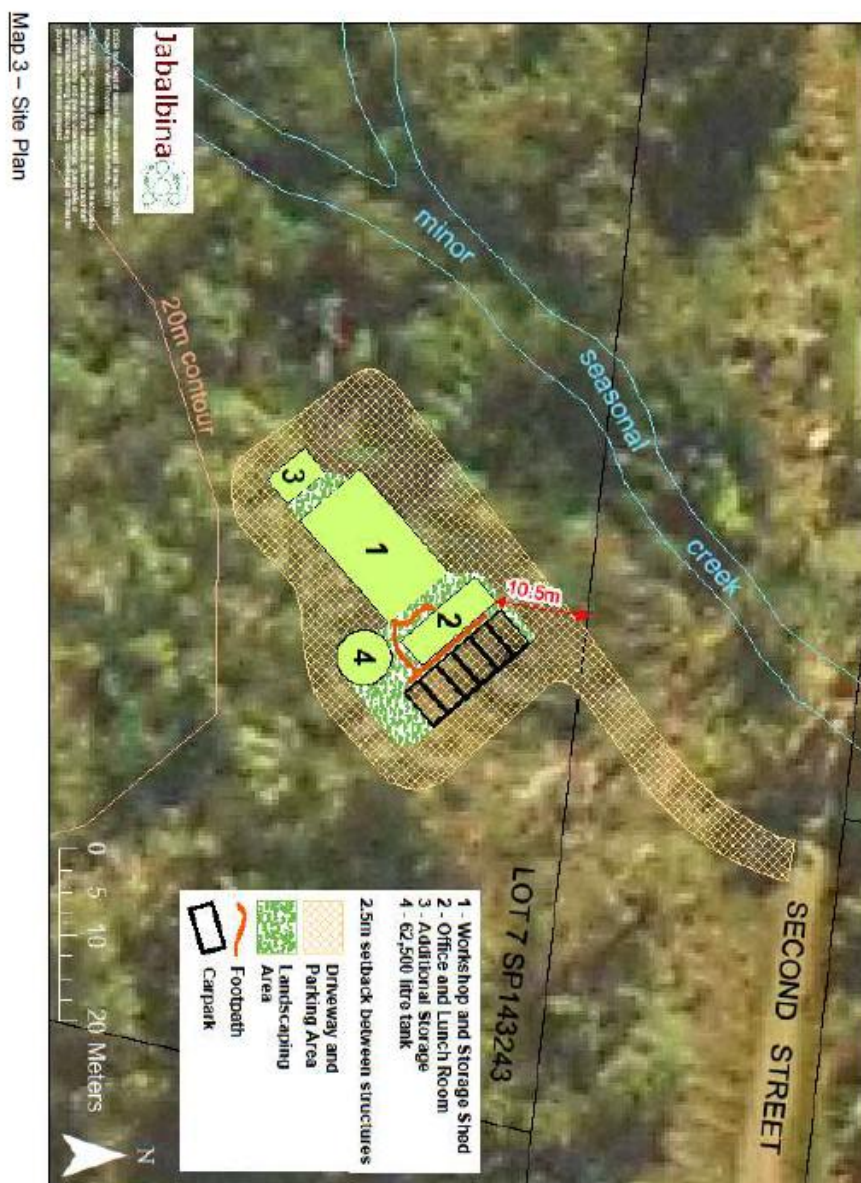 Map 3 – Site Plan
minor
seasonal
creek
20m contour
10.5m
1
2
3
4
LOT 7 SP143243
SECOND STREET
1 - Workshop and Storage Shed
2 - Office and Lunch Room
3 - Additional Storage
4 - 62,500 litre tank
2.5m setback between structures
Driveway and
Parking Area
Landscaping
Area
Footpath
Carpark
0 5 10 20 Meters
N
Jabalbina